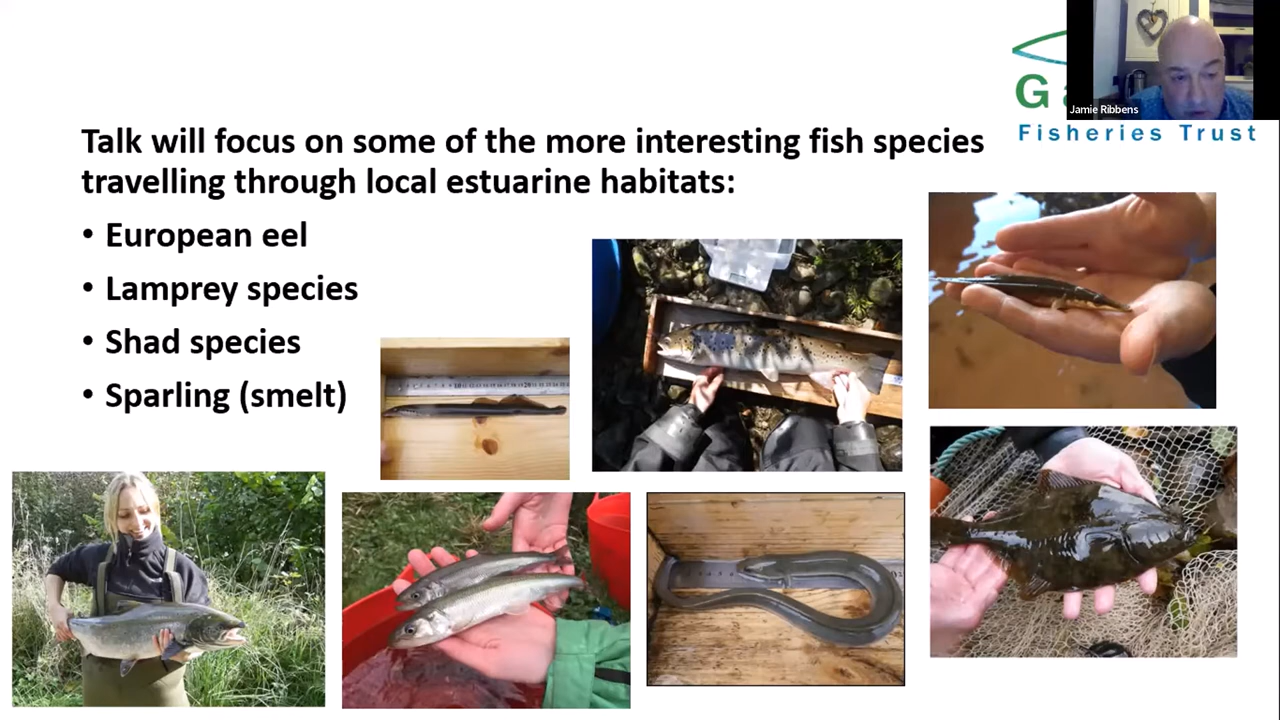 Jamie Ribbens
Fisheries Trust
Talk will focus on some of the more interesting fish species
travelling through local estuarine habitats:
• European eel
• Lamprey species
• Shad species
• Sparling (smelt)